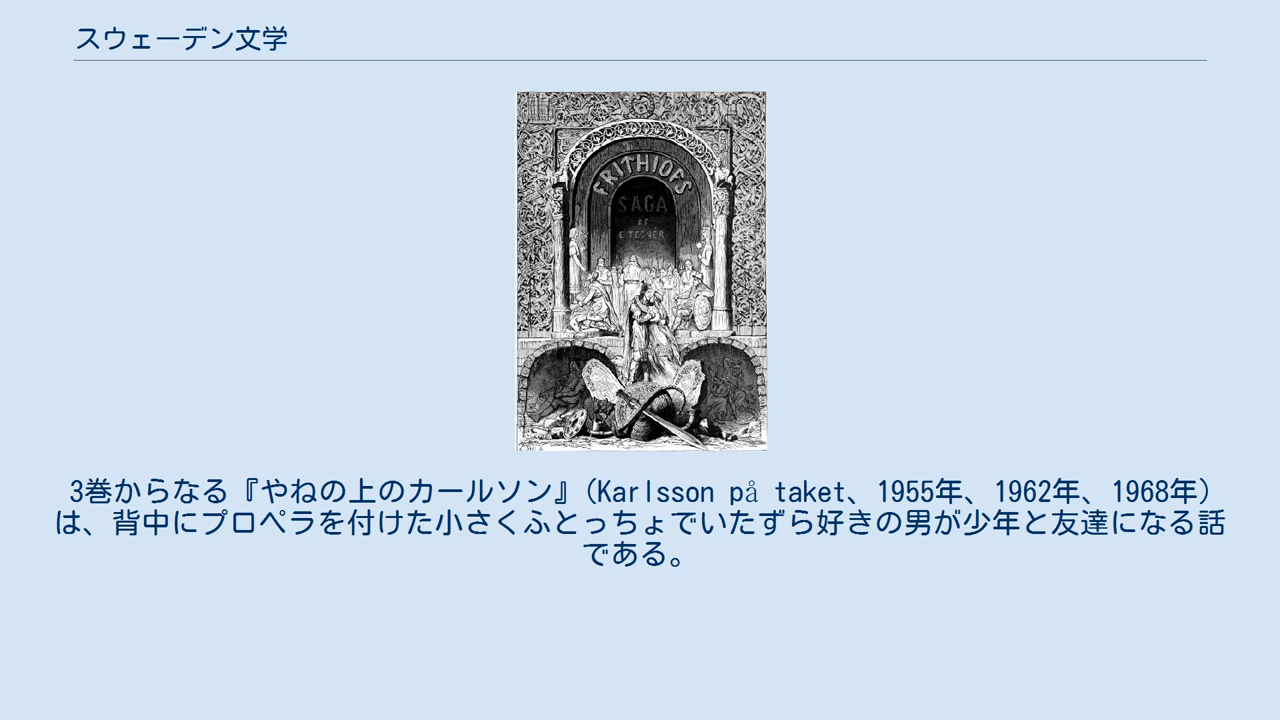 スウェーデン文学
FRITHIOFS
SAGA
AF
E. TEGNÉR
3巻からなる『やねの上のカールソン』(Karlsson på taket、1955年、1962年、1968年)
は、背中にプロペラを付けた小さくふとっちょでいたずら好きの男が少年と友達になる話
である。